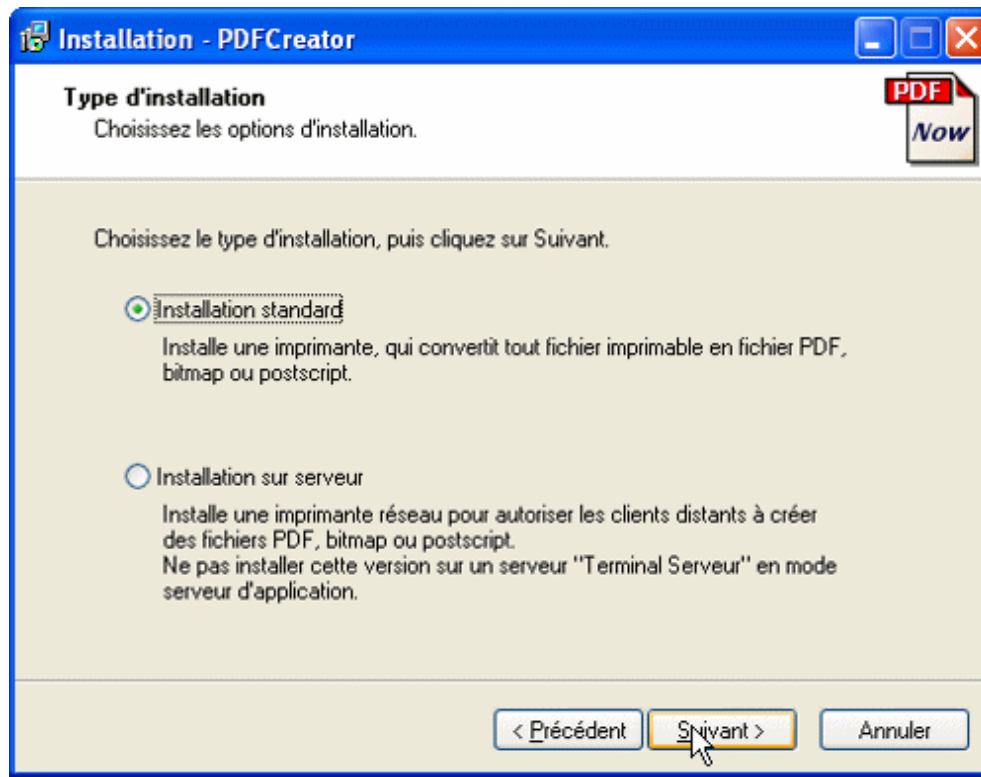 Installation - PDFCreator
Type d'installation
Choisissez les options d'installation.
PDF
Now
Choisissez le type d'installation, puis cliquez sur Suivant.
Installation standard
Installe une imprimante, qui convertit tout fichier imprimable en fichier PDF,
bitmap ou postscript.
Installation sur serveur
Installe une imprimante réseau pour autoriser les clients distants à créer
des fichiers PDF, bitmap ou postscript.
Ne pas installer cette version sur un serveur "Terminal Serveur" en mode
serveur d'application.
< Précédent Suivant > Annuler